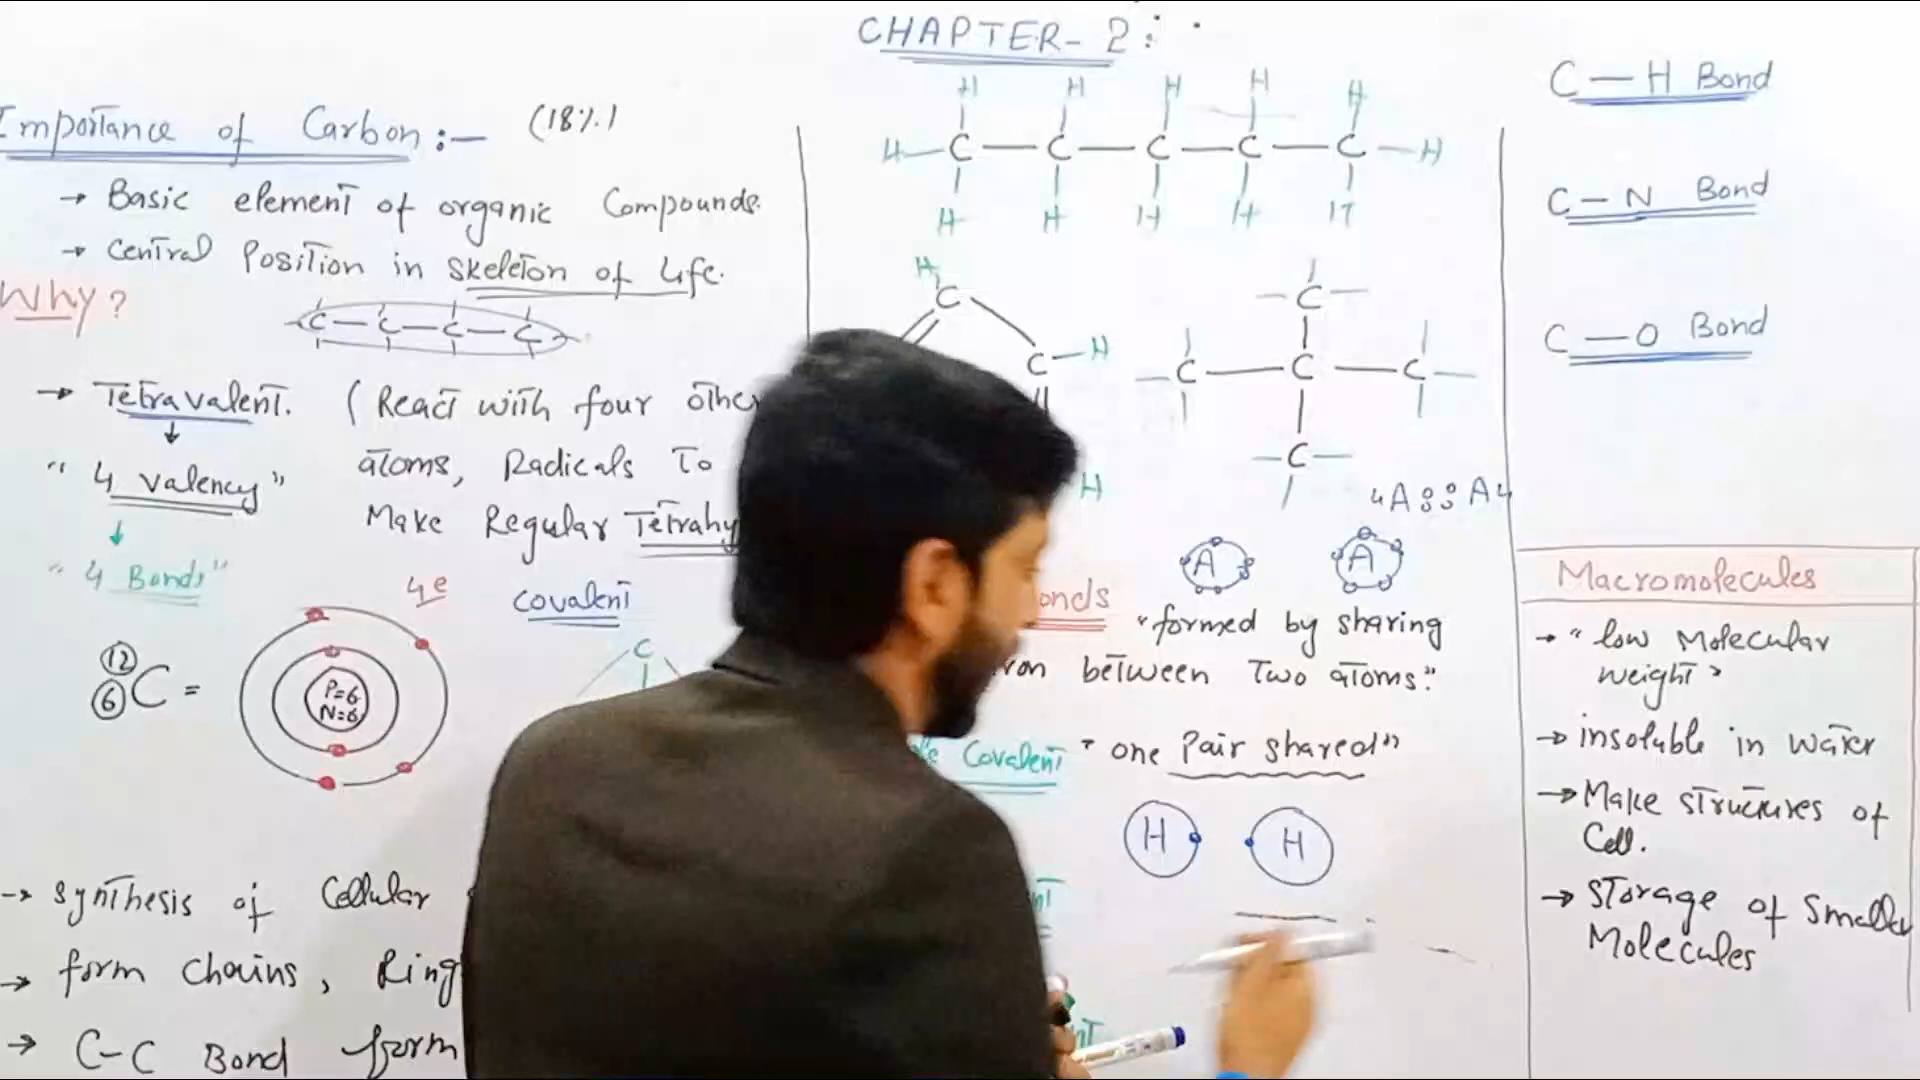 CHAPTER-2:
Importance of Carbon:- (18%)
→ Basic element of organic Compounds.
→ Central Position in skeleton of life.
Why?
C - C - C - C
→ Tetravalent. (React with four other
"4 valency" atoms, Radicals To
Make Regular Tetrahy
"4 Bonds"
4e
covalent
C
12
6 C =
P=6
N=6
→ synthesis of Cellular
→ form chains, Ring
→ C-C Bond form
H H H H H
H-C-C-C-C-C-H
H H H H H
H
C
C-H
H
C
C-C-C
C
A A
A A
onds "formed by sharing
ron between Two atoms."
Covalent "one Pair shared"
H H
C-H Bond
C-N Bond
C-O Bond
Macromolecules
→ "low Molecular
weight"
→ insoluble in water
→ Make structures of
Cell.
→ storage of smaller
Molecules